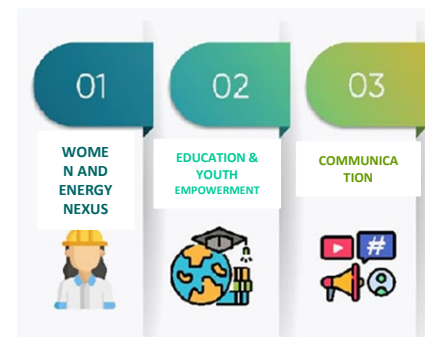 01
WOME
N AND
ENERGY
NEXUS
02
EDUCATION &
YOUTH
EMPOWERMENT
03
COMMUNICA
TION
#